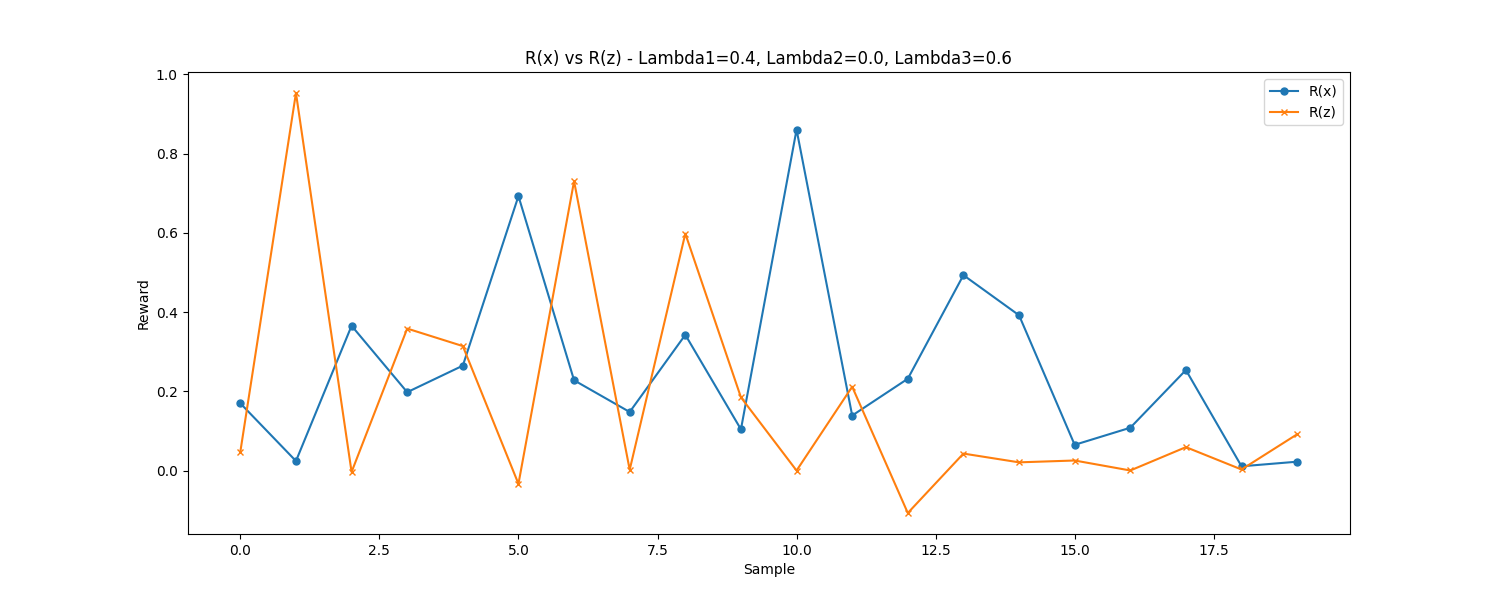 R(x) vs R(z) - Lambda1=0.4, Lambda2=0.0, Lambda3=0.6
1.0
0.8
0.6
0.4
0.2
0.0
Reward
R(x)
R(z)
0.0 2.5 5.0 7.5 10.0 12.5 15.0 17.5
Sample